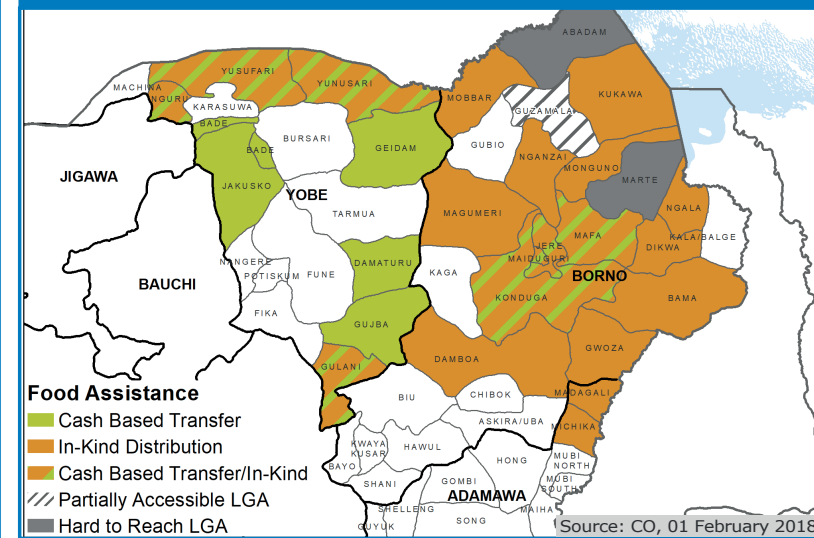 ABADAM
MACHINA
YUSUFARI
YUNUSARI
NGURU
KARASUWA
MOBBAR
KUKAWA
GUZAMALA
BADE
BURSARI
GEIDAM
GUBIO
BADE
NGANZAI
MONGUNO
JIGAWA
JAKUSKO
YOBE
MARTE
TARMUA
MAGUMERI
NGALA
JERE
MAFA
KALA/BALGE
MAIDUGURI
DIKWA
NANGERE
POTISKUM
FUNE
DAMATURU
KAGA
BORNO
BAUCHI
KONDUGA
BAMA
FIKA
GUJBA
GWOZA
GULANI
DAMBOA
MADAGALI
BIU
CHIBOK
ASKIRA/UBA
MICHIKA
KWAYA
KUSAR
HAWUL
HONG
MUBI
NORTH
BAYO
SHANI
GOMBI
MUBI
SOUTH
ADAMAWA
SHELLENG
SONG
MAIHA
GUYUK
Food Assistance
Cash Based Transfer
In-Kind Distribution
Cash Based Transfer/In-Kind
Partially Accessible LGA
Hard to Reach LGA
Source: CO, 01 February 2018